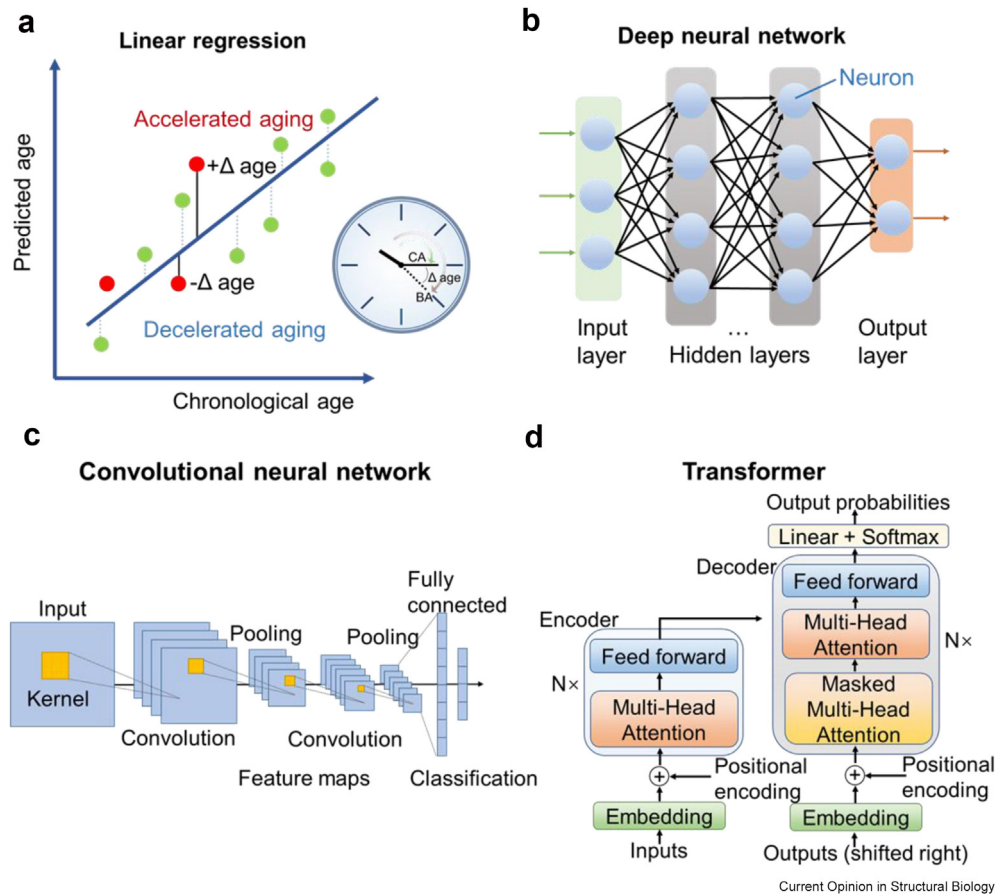 a
Linear regression
Accelerated aging
+Δ age
-Δ age
Decelerated aging
Predicted age
Chronological age
CA
Δ age
BA
b
Deep neural network
Neuron
Input
layer
...
Hidden layers
Output
layer
c
Convolutional neural network
Input
Kernel
Convolution
Pooling
Convolution
Pooling
Fully
connected
Feature maps
Classification
d
Transformer
Output probabilities
Linear + Softmax
Decoder
Feed forward
Multi-Head
Attention
N×
Masked
Multi-Head
Attention
Encoder
Feed forward
N×
Multi-Head
Attention
Positional
encoding
Positional
encoding
Embedding
Embedding
Inputs
Outputs (shifted right)
Current Opinion in Structural Biology